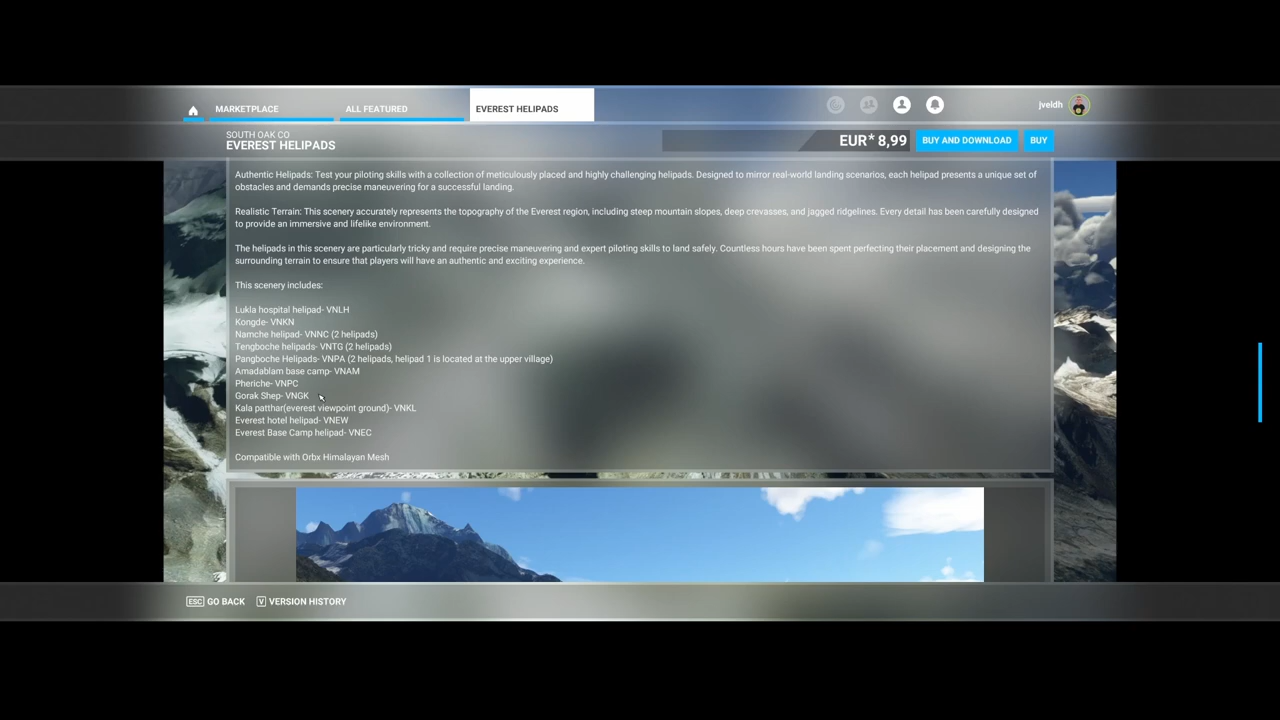 MARKETPLACE
ALL FEATURED
EVEREST HELIPADS
jveldh
SOUTH OAK CO
EVEREST HELIPADS
EUR* 8,99
BUY AND DOWNLOAD
BUY
Authentic Helipads: Test your piloting skills with a collection of meticulously placed and highly challenging helipads. Designed to mirror real-world landing scenarios, each helipad presents a unique set of
obstacles and demands precise maneuvering for a successful landing.
Realistic Terrain: This scenery accurately represents the topography of the Everest region, including steep mountain slopes, deep crevasses, and jagged ridgelines. Every detail has been carefully designed
to provide an immersive and lifelike environment.
The helipads in this scenery are particularly tricky and require precise maneuvering and expert piloting skills to land safely. Countless hours have been spent perfecting their placement and designing the
surrounding terrain to ensure that players will have an authentic and exciting experience.
This scenery includes:
Lukla hospital helipad- VNLH
Kongde- VNKN
Namche helipad- VNNC (2 helipads)
Tengboche helipads- VNTG (2 helipads)
Pangboche Helipads- VNPA (2 helipads, helipad 1 is located at the upper village)
Amadablam base camp- VNAM
Pheriche- VNPC
Gorak Shep- VNGK
Kala patthar(everest viewpoint ground)- VNKL
Everest hotel helipad- VNEW
Everest Base Camp helipad- VNEC
Compatible with Orbx Himalayan Mesh
ESC GO BACK
V VERSION HISTORY